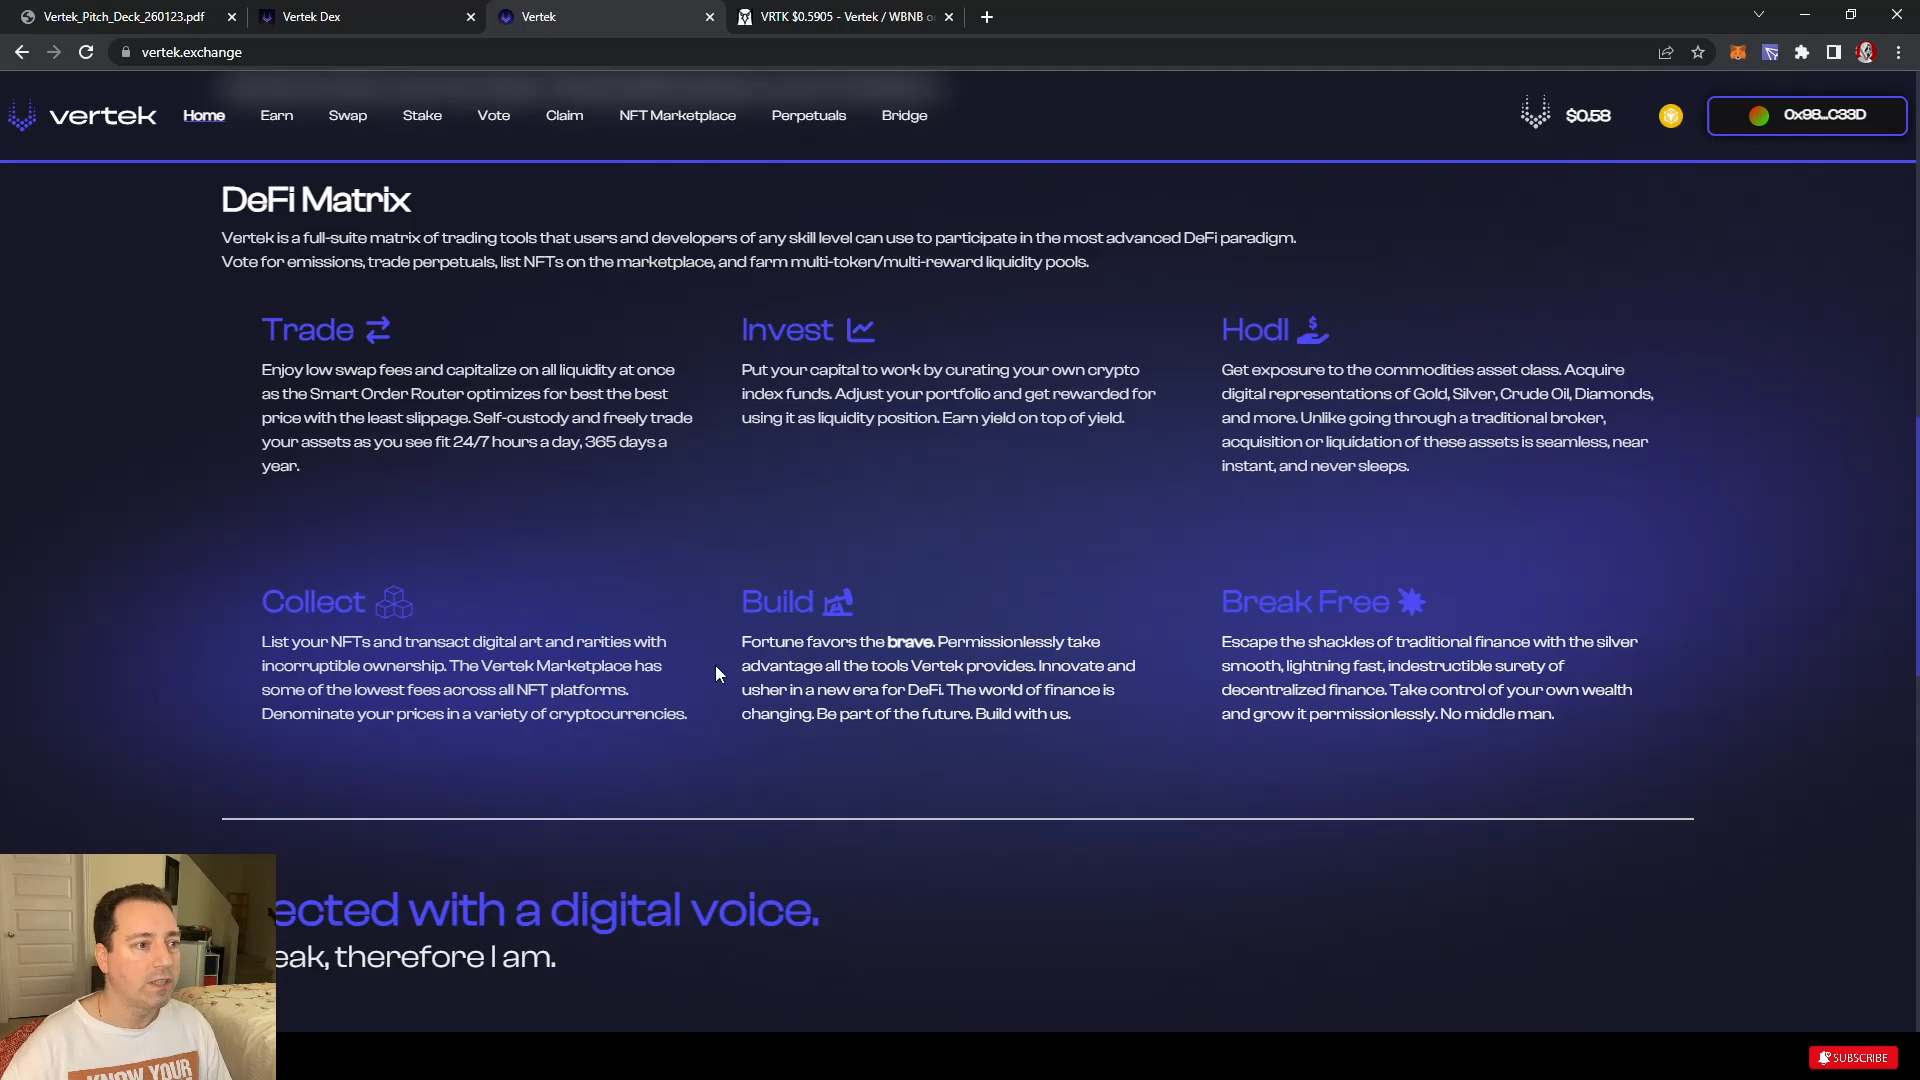 Vertek_Pitch_Deck_260123.pdf
Vertek Dex
Vertek
VRTK $0.5905 - Vertek / WBNB
vertek.exchange
vertek
Home
Earn
Swap
Stake
Vote
Claim
NFT Marketplace
Perpetuals
Bridge
$0.58
0x98...C33D
DeFi Matrix
Vertek is a full-suite matrix of trading tools that users and developers of any skill level can use to participate in the most advanced DeFi paradigm.
Vote for emissions, trade perpetuals, list NFTs on the marketplace, and farm multi-token/multi-reward liquidity pools.
Trade
Enjoy low swap fees and capitalize on all liquidity at once
as the Smart Order Router optimizes for best the best
price with the least slippage. Self-custody and freely trade
your assets as you see fit 24/7 hours a day, 365 days a
year.
Invest
Put your capital to work by curating your own crypto
index funds. Adjust your portfolio and get rewarded for
using it as liquidity position. Earn yield on top of yield.
Hodl
Get exposure to the commodities asset class. Acquire
digital representations of Gold, Silver, Crude Oil, Diamonds,
and more. Unlike going through a traditional broker,
acquisition or liquidation of these assets is seamless, near
instant, and never sleeps.
Collect
List your NFTs and transact digital art and rarities with
incorruptible ownership. The Vertek Marketplace has
some of the lowest fees across all NFT platforms.
Denominate your prices in a variety of cryptocurrencies.
Build
Fortune favors the brave. Permissionlessly take
advantage all the tools Vertek provides. Innovate and
usher in a new era for DeFi. The world of finance is
changing. Be part of the future. Build with us.
Break Free
Escape the shackles of traditional finance with the silver
smooth, lightning fast, indestructible surety of
decentralized finance. Take control of your own wealth
and grow it permissionlessly. No middle man.
ected with a digital voice.
eak, therefore I am.
KNOW YOUR
SUBSCRIBE